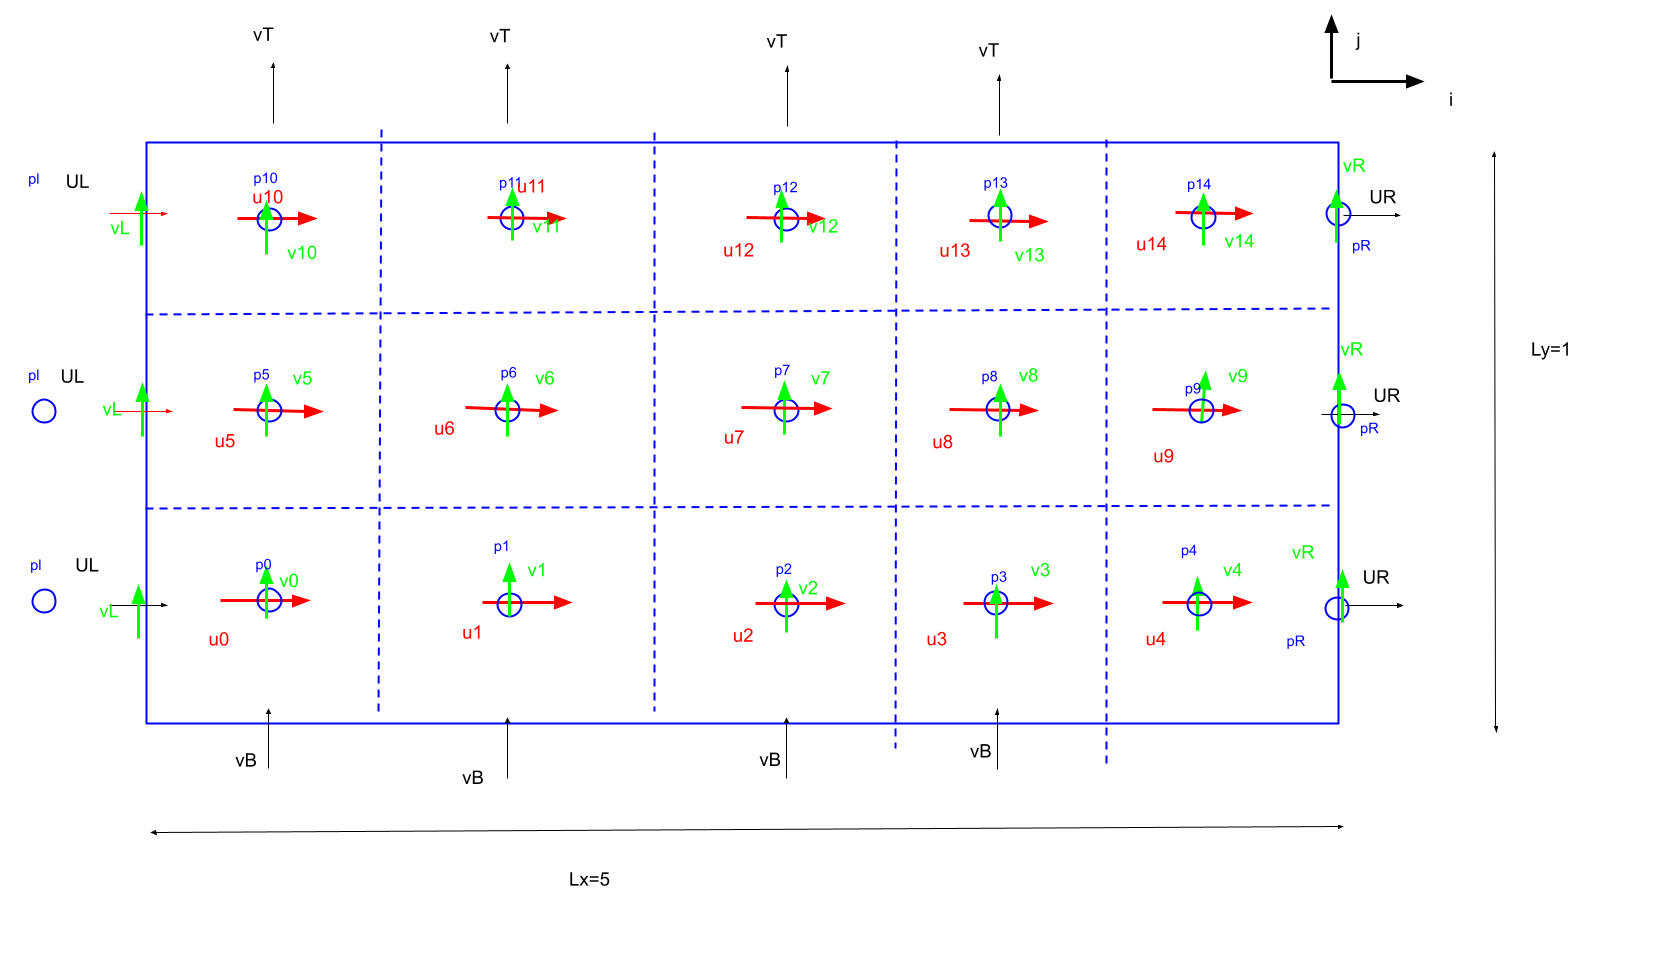 vT vT vT vT
j
i
pl UL p10 p11 u11 p12 p13 p14 vR
u10 UR
vL v10 v11 u12 v12 u13 v13 u14 v14 pR
Ly=1
pl UL p5 v5 p6 v6 p7 v7 p8 v8 p9 v9 vR
UR
vL u5 u6 u7 u8 u9 pR
pl UL p0 v0 p1 v1 p2 v2 p3 v3 p4 v4 vR
UR
vL u0 u1 u2 u3 u4 pR
vB vB vB vB
Lx=5